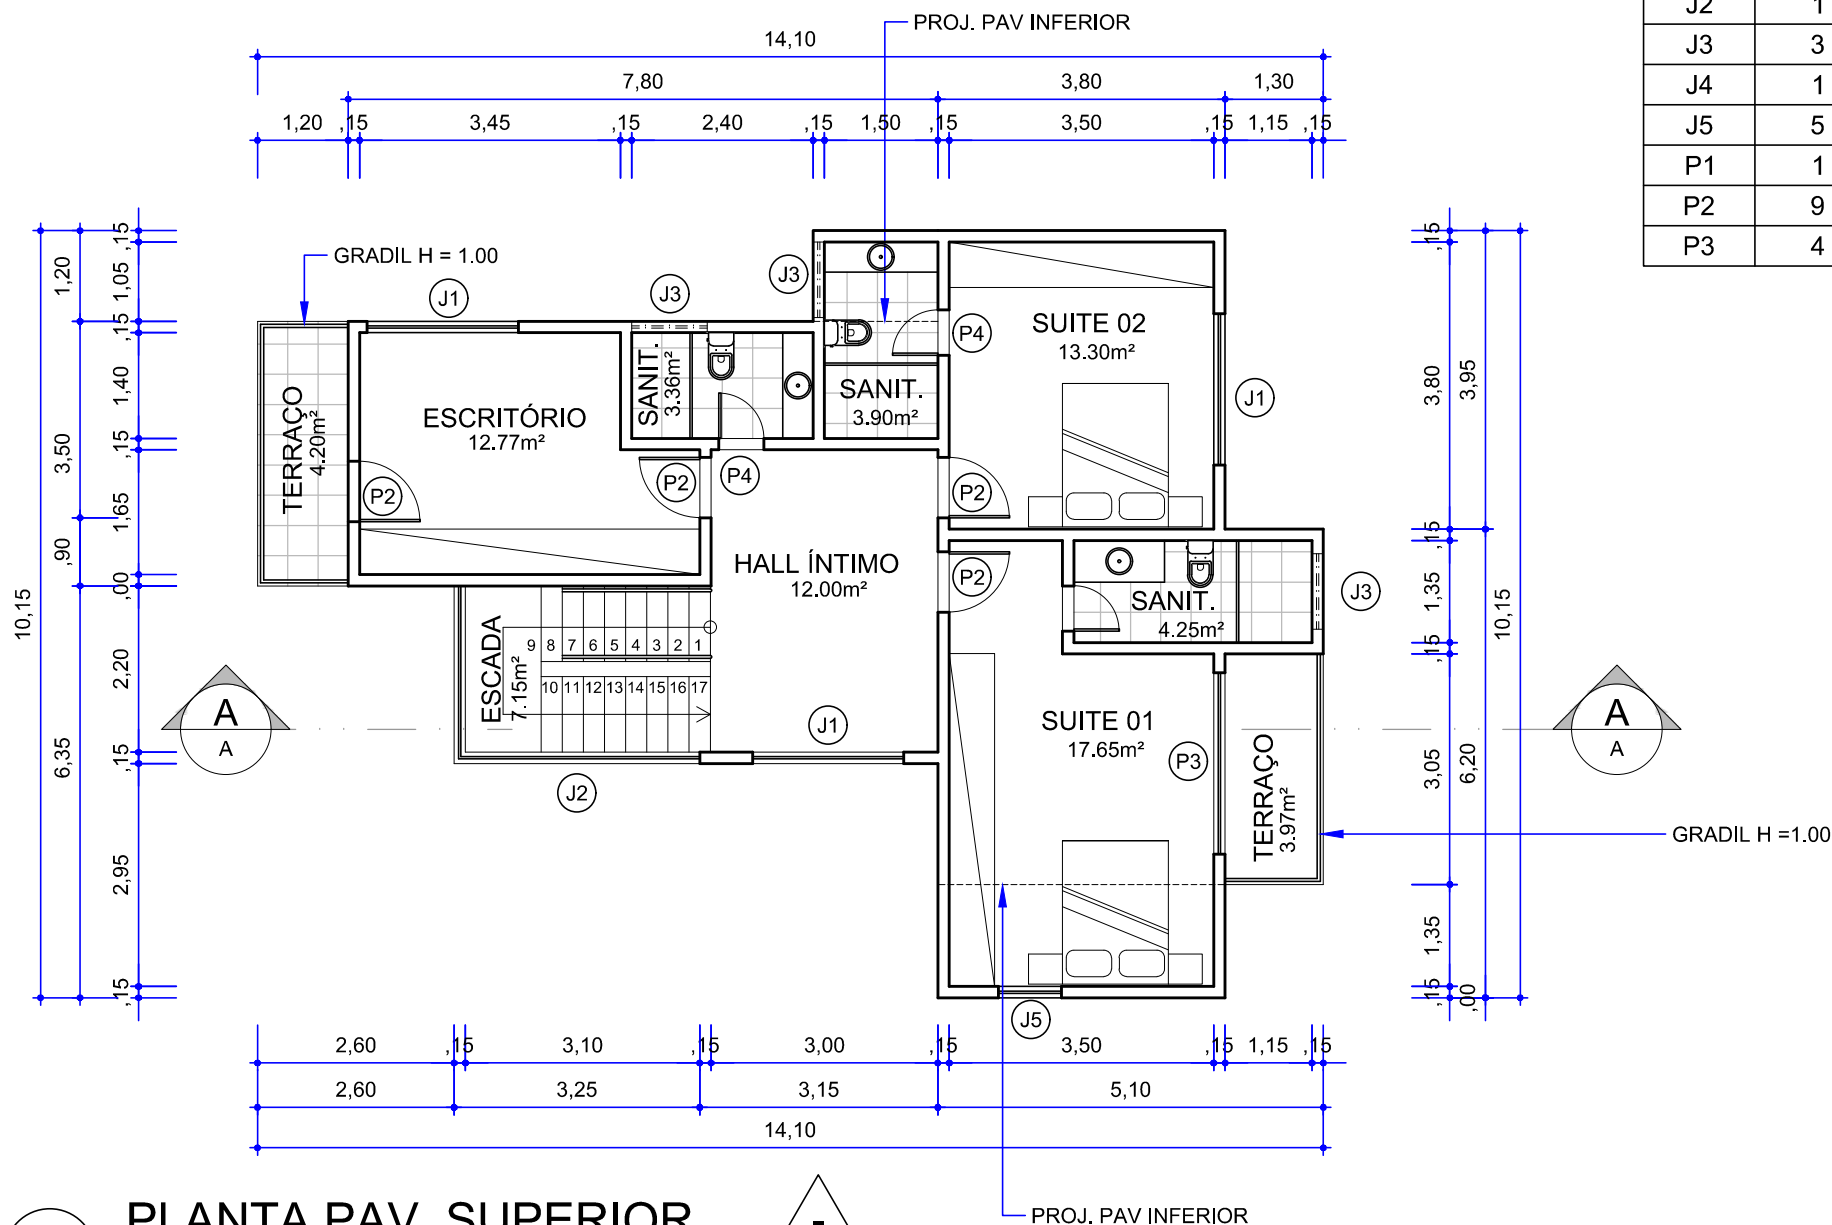 PROJ. PAV INFERIOR
14,10
7,80 3,80 1,30
1,20 ,15 3,45 ,15 2,40 ,15 1,50 ,15 3,50 ,15 1,15 ,15
J2 1
J3 3
J4 1
J5 5
P1 1
P2 9
P3 4
10,15
1,20
3,50
,90
6,35
,15
1,05
,15
1,40
,15
1,65
,00
2,20
,15
2,95
,15
GRADIL H = 1.00
J1
J3
J3
TERRAÇO
4.20m²
ESCRITÓRIO
12.77m²
P2
P2
SANIT.
3.36m²
P4
SANIT.
3.90m²
P4
SUITE 02
13.30m²
J1
P2
HALL ÍNTIMO
12.00m²
P2
SANIT.
4.25m²
J3
ESCADA
7.15m²
9 8 7 6 5 4 3 2 1
10 11 12 13 14 15 16 17
J1
J2
SUITE 01
17.65m²
P3
TERRAÇO
3.97m²
J5
A
A
A
A
GRADIL H =1.00
,15
3,80
,15
1,35
,15
3,05
1,35
,15
3,95
6,20
,00
10,15
2,60 ,15 3,10 ,15 3,00 ,15 3,50 ,15 1,15 ,15
2,60 3,25 3,15 5,10
14,10
PROJ. PAV INFERIOR
PLANTA PAV. SUPERIOR